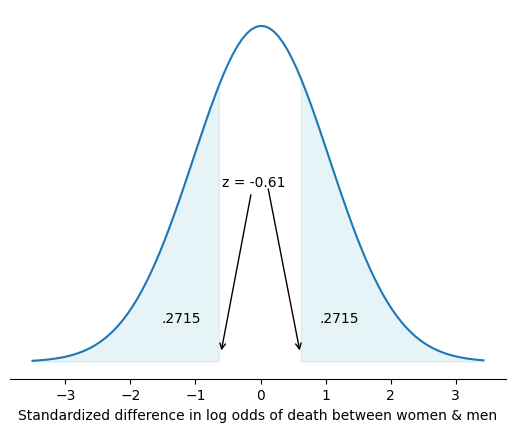 z = -0.61
.2715 .2715
−3 −2 −1 0 1 2 3
Standardized difference in log odds of death between women & men